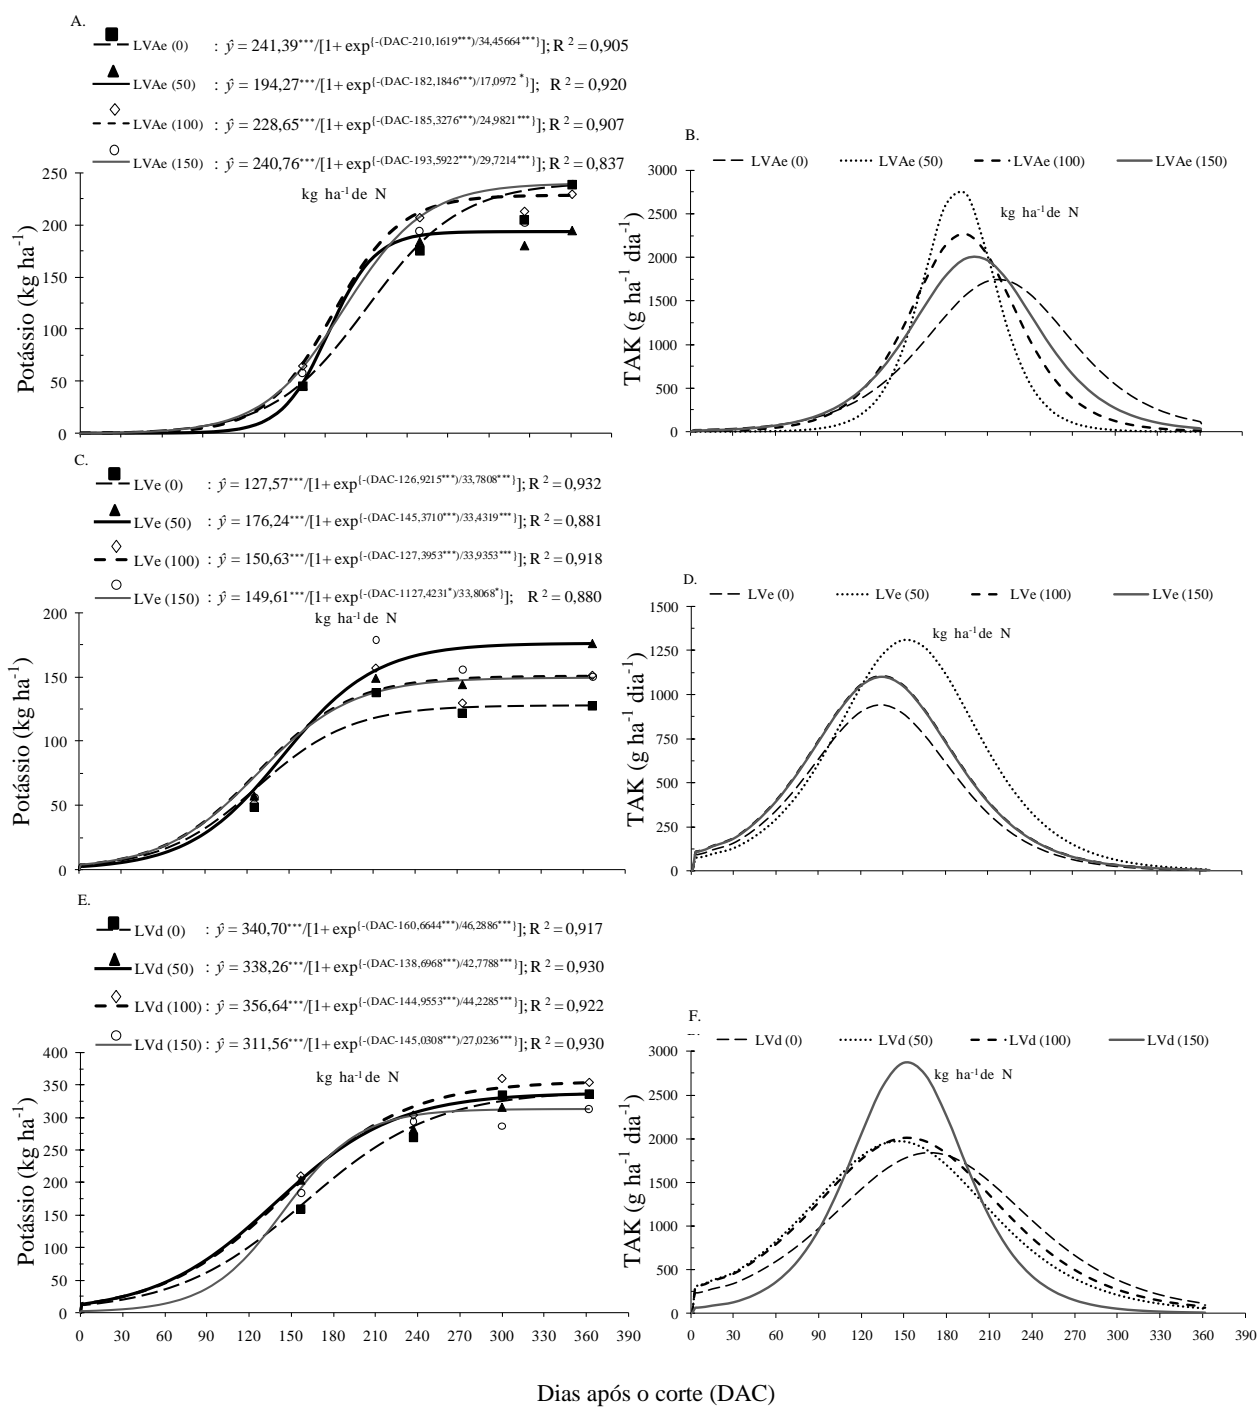 A.
LVAe (0) : ŷ = 241,39***/[1+ exp{-(DAC-210,1619***)/34,45664***}]; R² = 0,905
LVAe (50) : ŷ = 194,27***/[1+ exp{-(DAC-182,1846***)/17,0972*}]; R² = 0,920
LVAe (100) : ŷ = 228,65***/[1+ exp{-(DAC-185,3276***)/24,9821***}]; R² = 0,907
LVAe (150) : ŷ = 240,76***/[1+ exp{-(DAC-193,5922***)/29,7214***}]; R² = 0,837
kg ha-1 de N
Potássio (kg ha-1)
250
200
150
100
50
0
B.
LVAe (0) LVAe (50) LVAe (100) LVAe (150)
kg ha-1 de N
TAK (g ha-1 dia-1)
3000
2500
2000
1500
1000
500
0
C.
LVe (0) : ŷ = 127,57***/[1+ exp{-(DAC-126,9215***)/33,7808***}]; R² = 0,932
LVe (50) : ŷ = 176,24***/[1+ exp{-(DAC-145,3710***)/33,4319***}]; R² = 0,881
LVe (100) : ŷ = 150,63***/[1+ exp{-(DAC-127,3953***)/33,9353***}]; R² = 0,918
LVe (150) : ŷ = 149,61***/[1+ exp{-(DAC-1127,4231*)/33,8068*}]; R² = 0,880
kg ha-1 de N
Potássio (kg ha-1)
200
150
100
50
0
D.
LVe (0) LVe (50) LVe (100) LVe (150)
kg ha-1 de N
TAK (g ha-1 dia-1)
1500
1250
1000
750
500
250
0
E.
LVd (0) : ŷ = 340,70***/[1+ exp{-(DAC-160,6644***)/46,2886***}]; R² = 0,917
LVd (50) : ŷ = 338,26***/[1+ exp{-(DAC-138,6968***)/42,7788***}]; R² = 0,930
LVd (100) : ŷ = 356,64***/[1+ exp{-(DAC-144,9553***)/44,2285***}]; R² = 0,922
LVd (150) : ŷ = 311,56***/[1+ exp{-(DAC-145,0308***)/27,0236***}]; R² = 0,930
kg ha-1 de N
Potássio (kg ha-1)
400
350
300
250
200
150
100
50
0
0 30 60 90 120 150 180 210 240 270 300 330 360 390
F.
LVd (0) LVd (50) LVd (100) LVd (150)
kg ha-1 de N
TAK (g ha-1 dia-1)
3000
2500
2000
1500
1000
500
0
0 30 60 90 120 150 180 210 240 270 300 330 360 390
Dias após o corte (DAC)